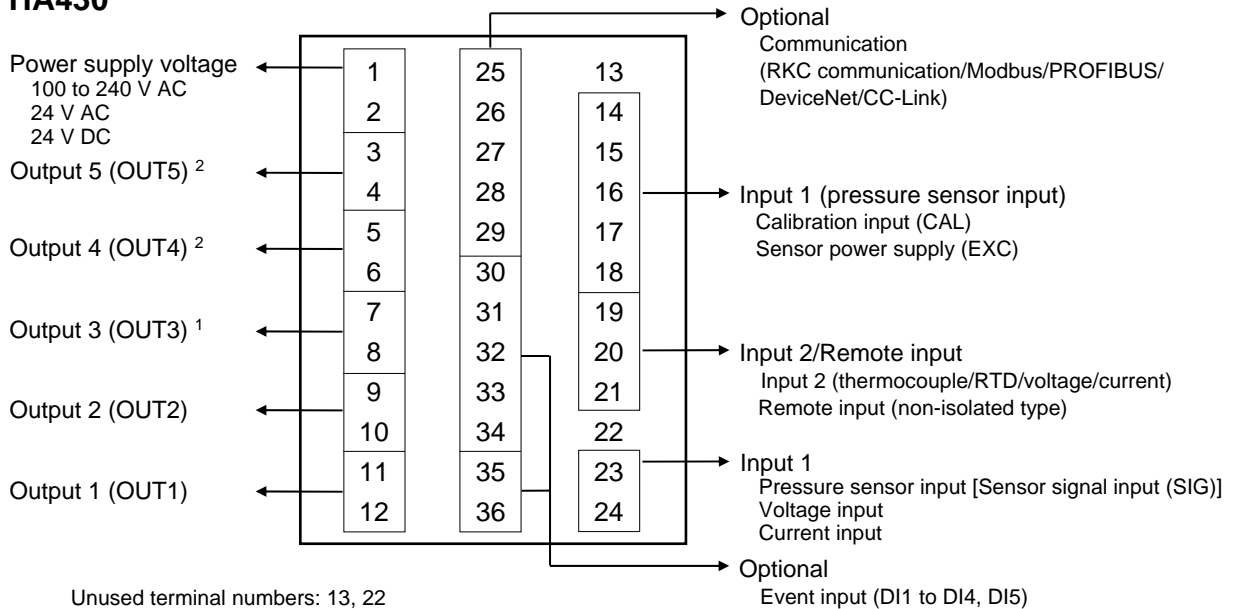 HA430
Power supply voltage
100 to 240 V AC
24 V AC
24 V DC
Output 5 (OUT5) 2
Output 4 (OUT4) 2
Output 3 (OUT3) 1
Output 2 (OUT2)
Output 1 (OUT1)
1
2
3
4
5
6
7
8
9
10
11
12
25
26
27
28
29
30
31
32
33
34
35
36
13
14
15
16
17
18
19
20
21
22
23
24
Optional
Communication
(RKC communication/Modbus/PROFIBUS/
DeviceNet/CC-Link)
Input 1 (pressure sensor input)
Calibration input (CAL)
Sensor power supply (EXC)
Input 2/Remote input
Input 2 (thermocouple/RTD/voltage/current)
Remote input (non-isolated type)
Input 1
Pressure sensor input [Sensor signal input (SIG)]
Voltage input
Current input
Optional
Event input (DI1 to DI4, DI5)
Unused terminal numbers: 13, 22